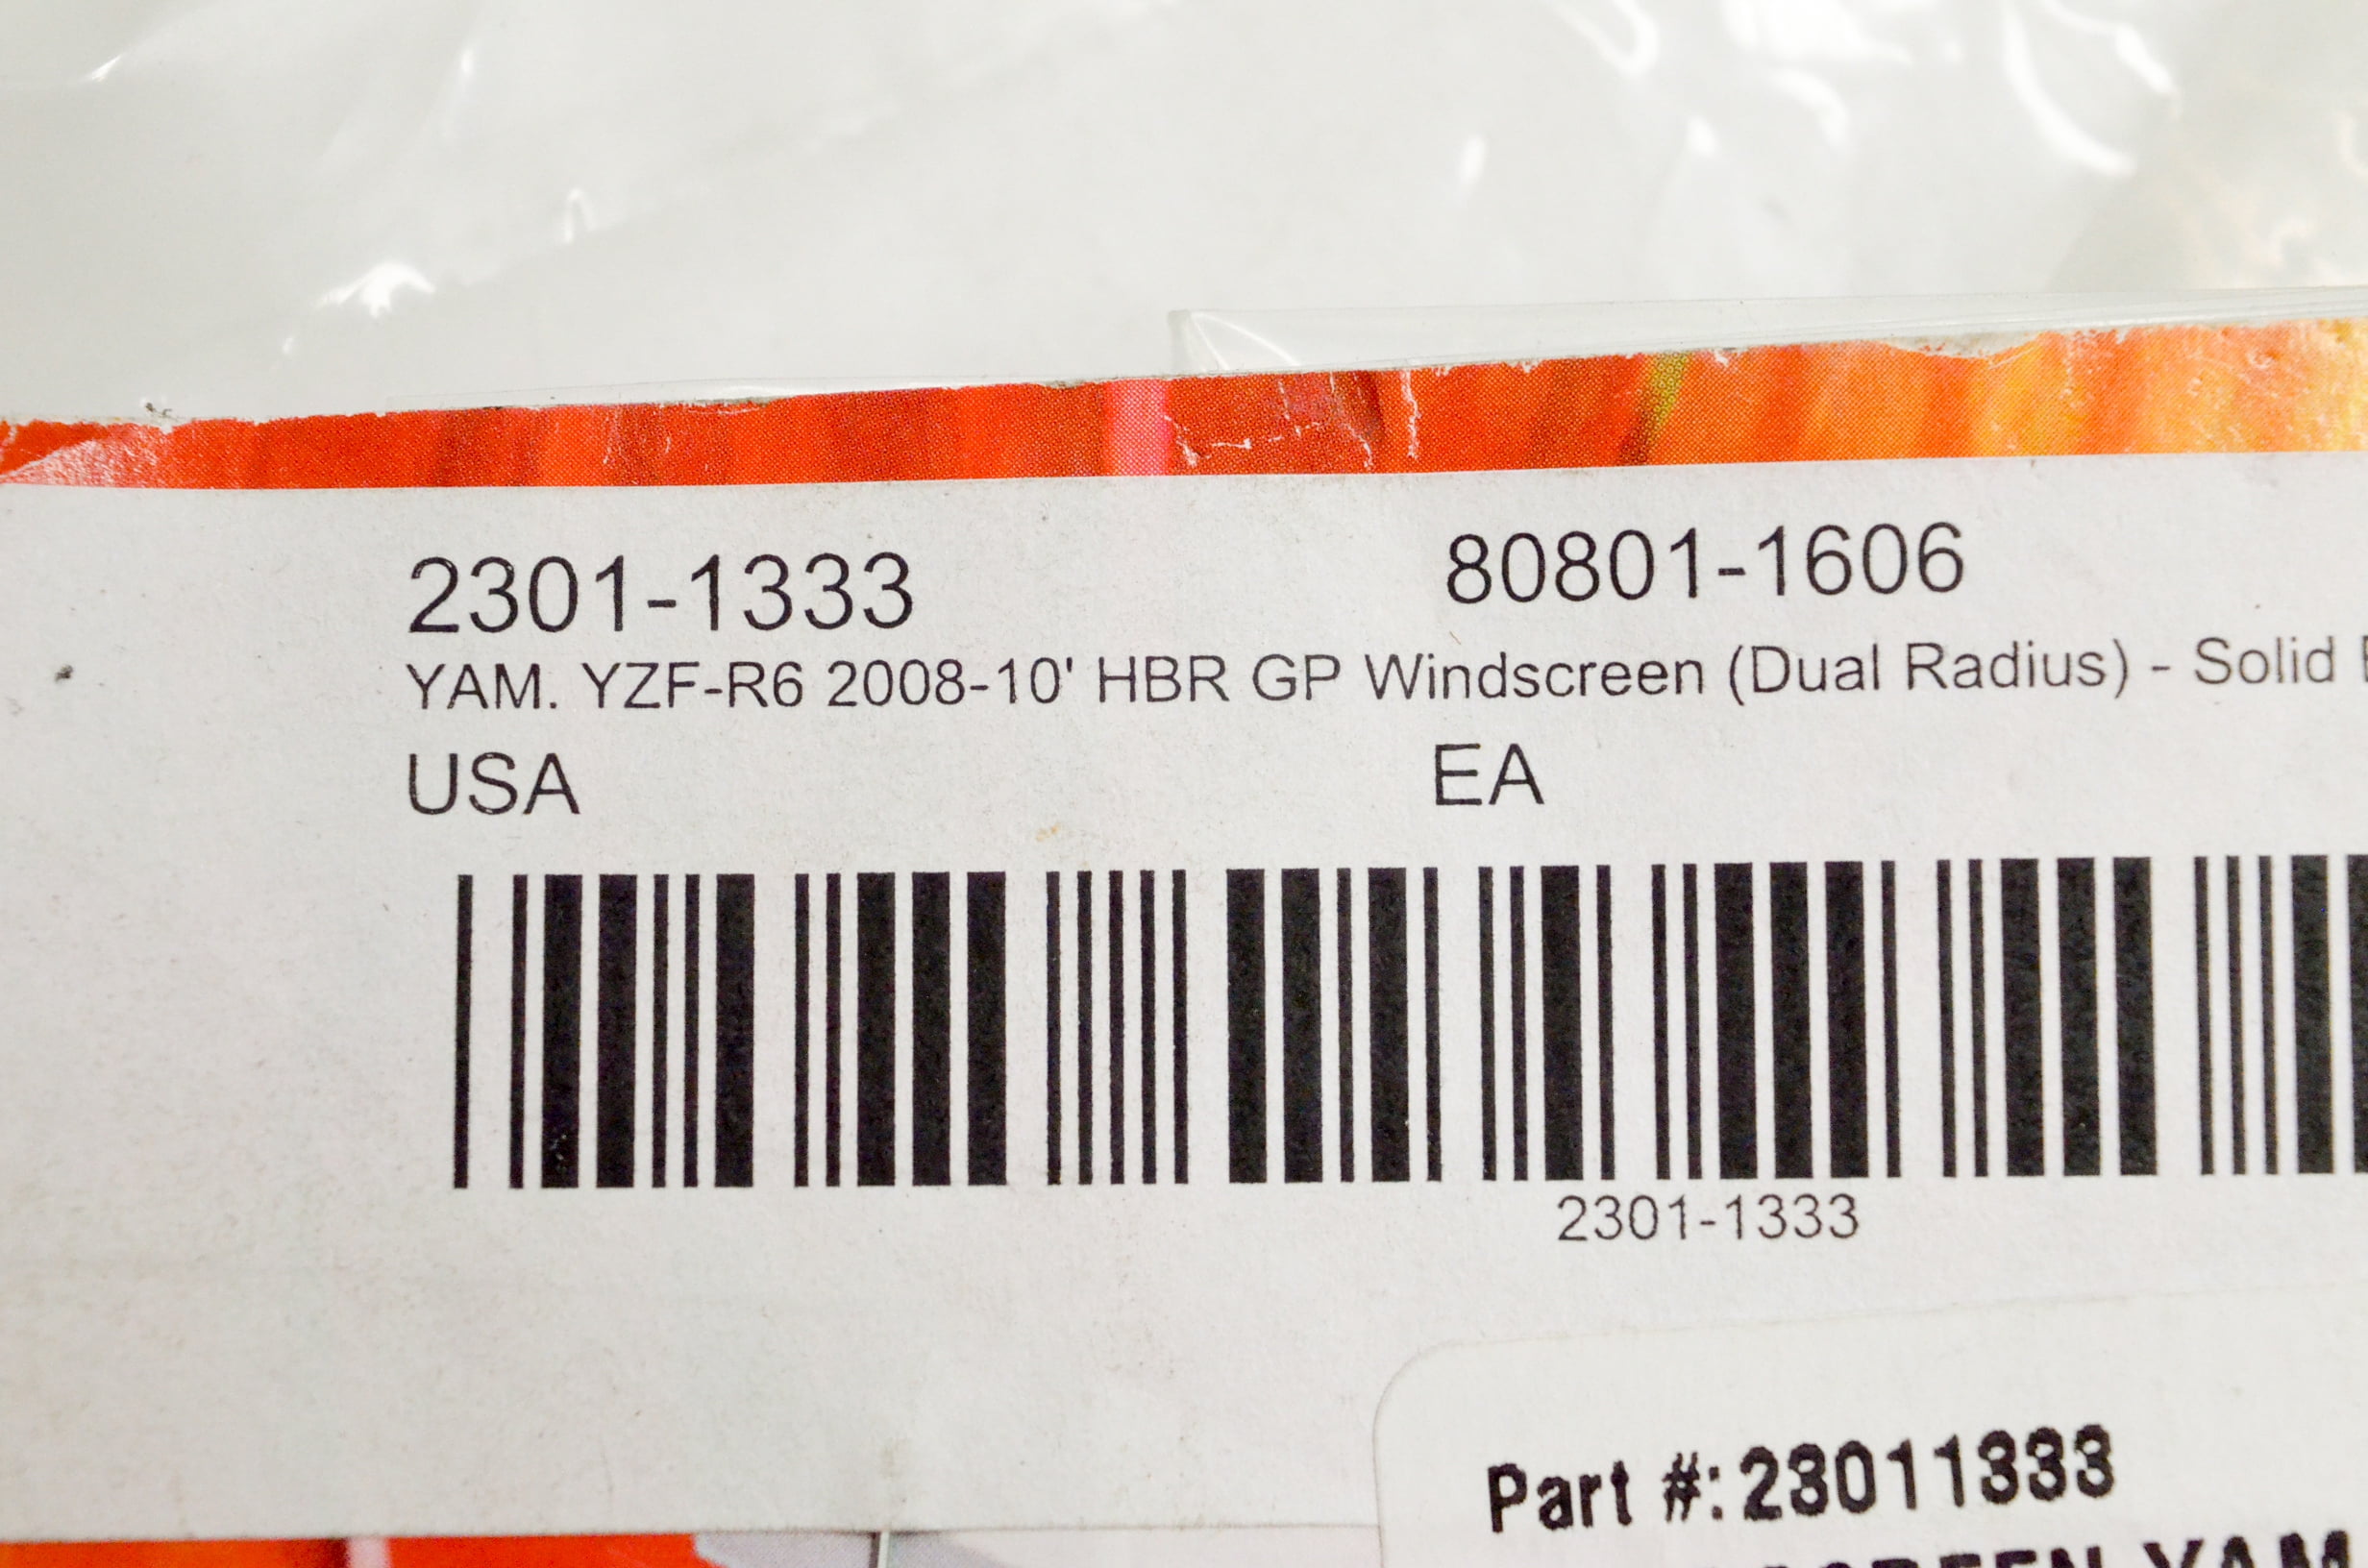 2301-1333 80801-1606
YAM. YZF-R6 2008-10' HBR GP Windscreen (Dual Radius) - Solid
USA EA
2301-1333
Part #: 23011333
YAM